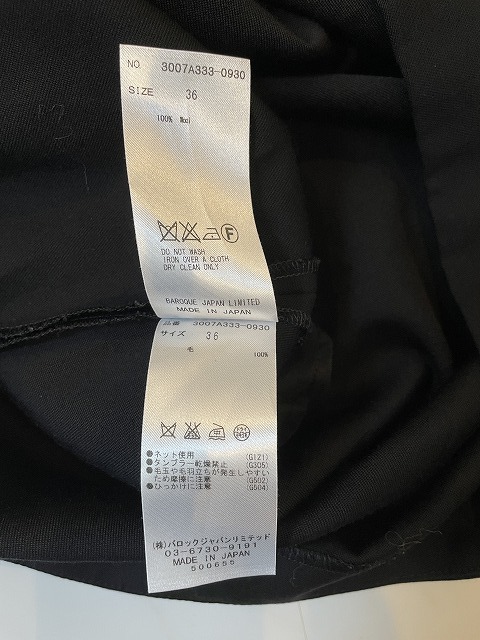 NO 3007A333-0930
SIZE 36
100% Wool
F
DO NOT WASH
IRON OVER A CLOTH
DRY CLEAN ONLY
BAROQUE JAPAN LIMITED
MADE IN JAPAN
品番 3007A333-0930
サイズ 36
毛 100%
●ネット使用 (G121)
●タンブラー乾燥禁止 (G305)
●毛玉や毛羽立ちが発生しやすい
ため摩擦に注意 (G502)
●ひっかけに注意 (G504)
(株)バロックジャパンリミテッド
03-6730-9191
MADE IN JAPAN
500655